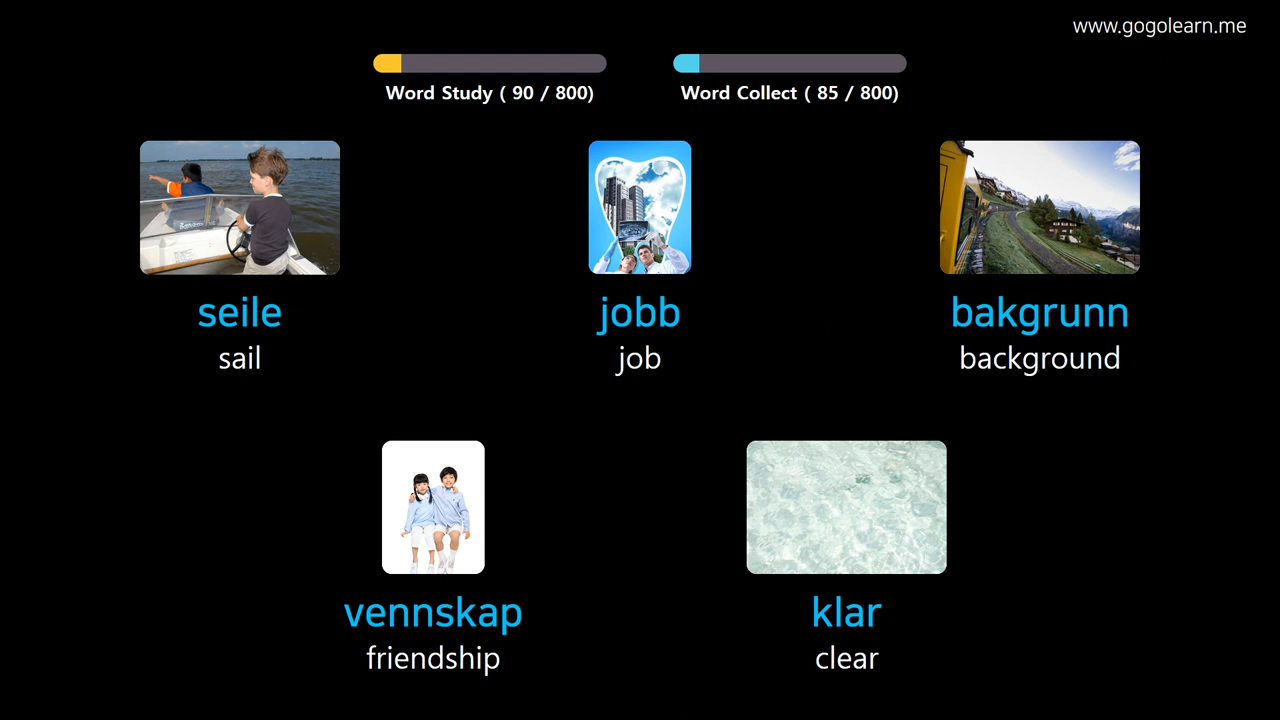 www.gogolearn.me
Word Study ( 90 / 800)
Word Collect ( 85 / 800)
seile
sail
jobb
job
bakgrunn
background
vennskap
friendship
klar
clear